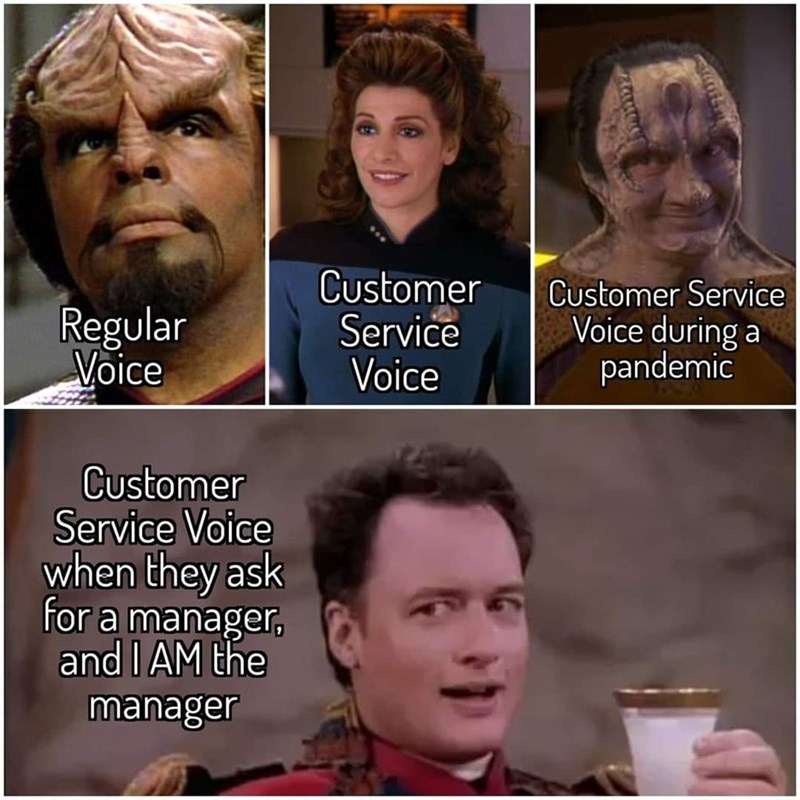 Regular
Voice
Customer
Service
Voice
Customer Service
Voice during a
pandemic
Customer
Service Voice
when they ask
for a manager,
and I AM the
manager